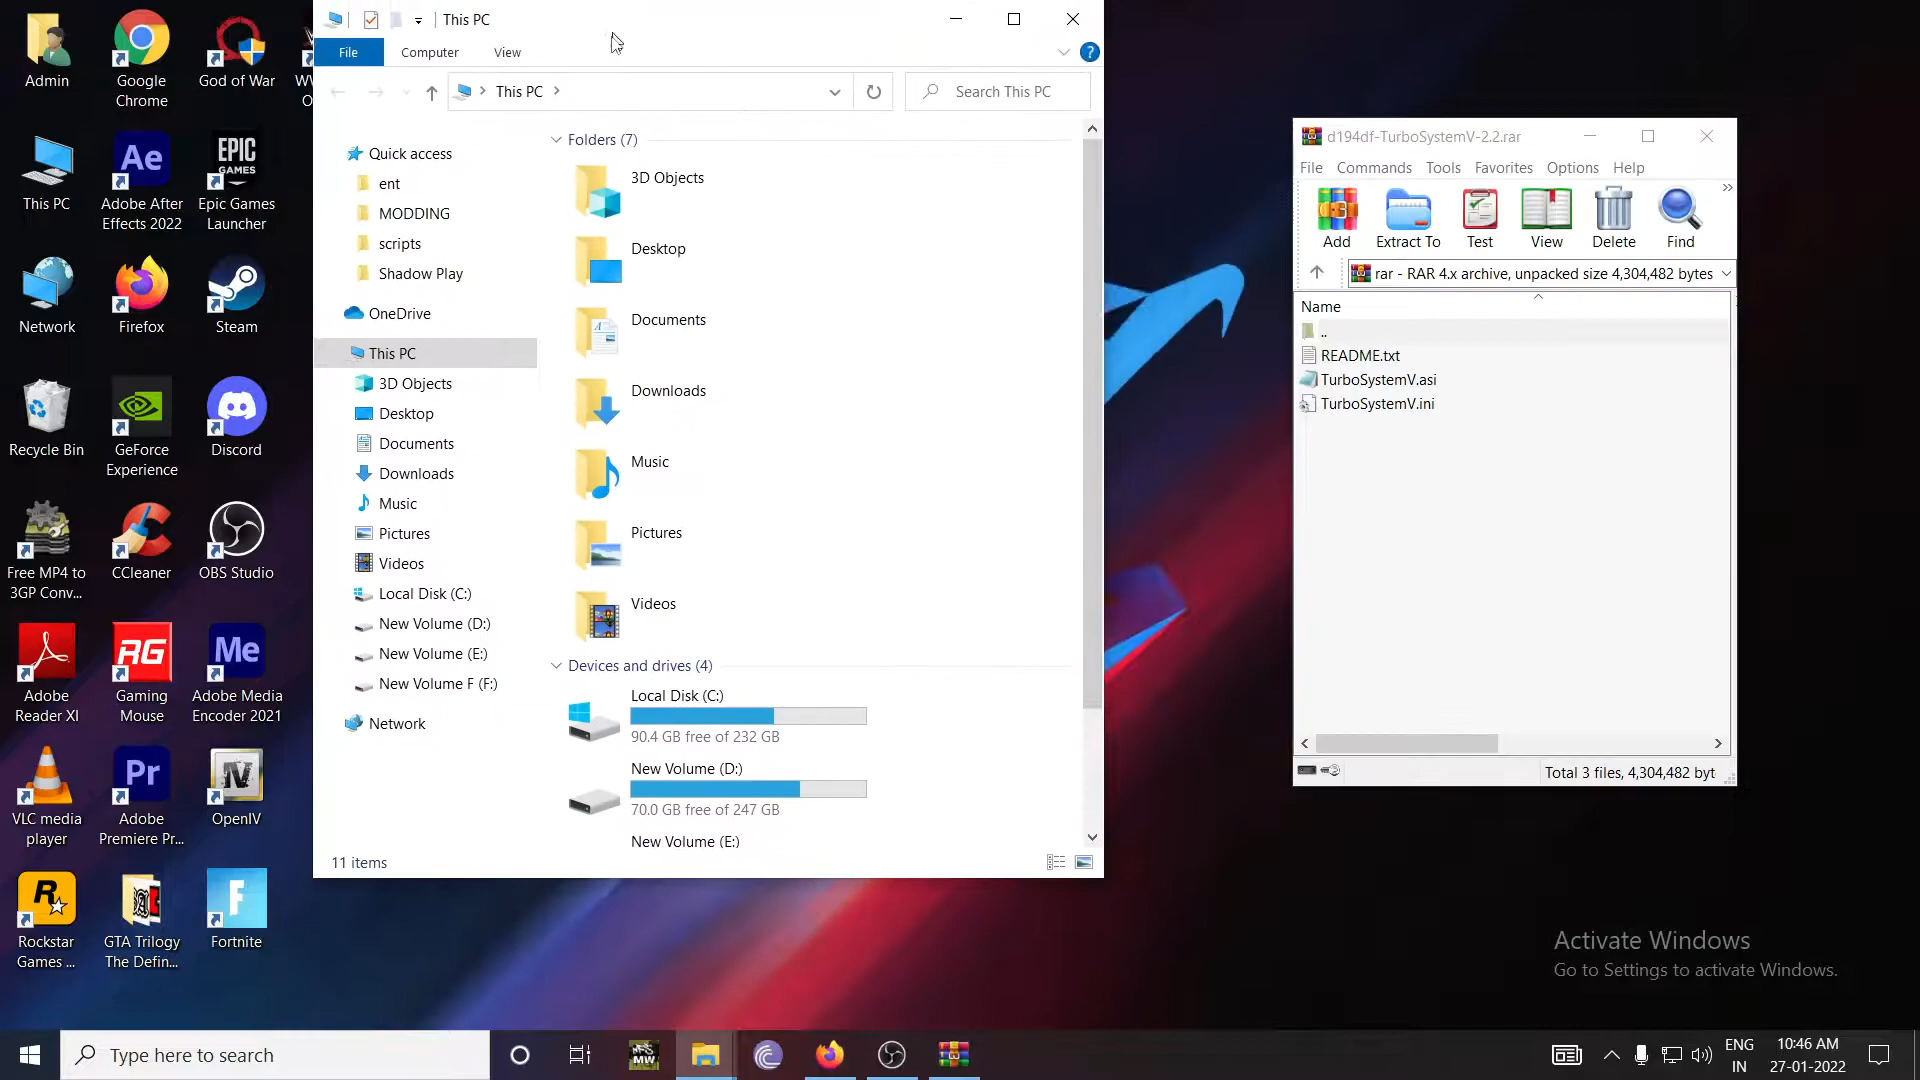 Admin
Google
Chrome
God of War
This PC
Adobe After
Effects 2022
EPIC
GAMES
Epic Games
Launcher
Ae
Network
Firefox
Steam
Recycle Bin
GeForce
Experience
Discord
Free MP4 to
3GP Conv...
CCleaner
OBS Studio
Adobe
Reader XI
RG
Gaming
Mouse
Me
Adobe Media
Encoder 2021
VLC media
player
Pr
Adobe
Premiere Pr...
OpenIV
Rockstar
Games ...
GTA Trilogy
The Defin...
Fortnite
This PC
File
Computer
View
This PC
Search This PC
Quick access
ent
MODDING
scripts
Shadow Play
OneDrive
This PC
3D Objects
Desktop
Documents
Downloads
Music
Pictures
Videos
Local Disk (C:)
New Volume (D:)
New Volume (E:)
New Volume F (F:)
Network
Folders (7)
3D Objects
Desktop
Documents
Downloads
Music
Pictures
Videos
Devices and drives (4)
Local Disk (C:)
90.4 GB free of 232 GB
New Volume (D:)
70.0 GB free of 247 GB
New Volume (E:)
11 items
d194df-TurboSystemV-2.2.rar
File Commands Tools Favorites Options Help
Add Extract To Test View Delete Find
rar - RAR 4.x archive, unpacked size 4,304,482 bytes
Name
..
README.txt
TurboSystemV.asi
TurboSystemV.ini
Total 3 files, 4,304,482 byt
Activate Windows
Go to Settings to activate Windows.
Type here to search
MW
ENG
IN
10:46 AM
27-01-2022